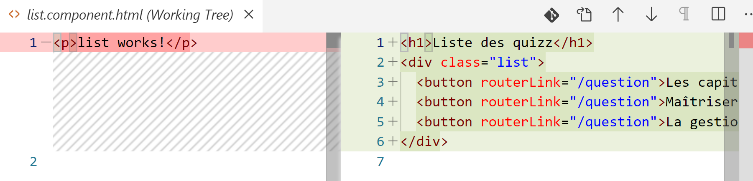 <> list.component.html (Working Tree) ×
1 − <p>list works!</p>
2
1 + <h1>Liste des quizz</h1>
2 + <div class="list">
3 + <button routerLink="/question">Les capit
4 + <button routerLink="/question">Maîtriser
5 + <button routerLink="/question">La gestio
6 + </div>
7